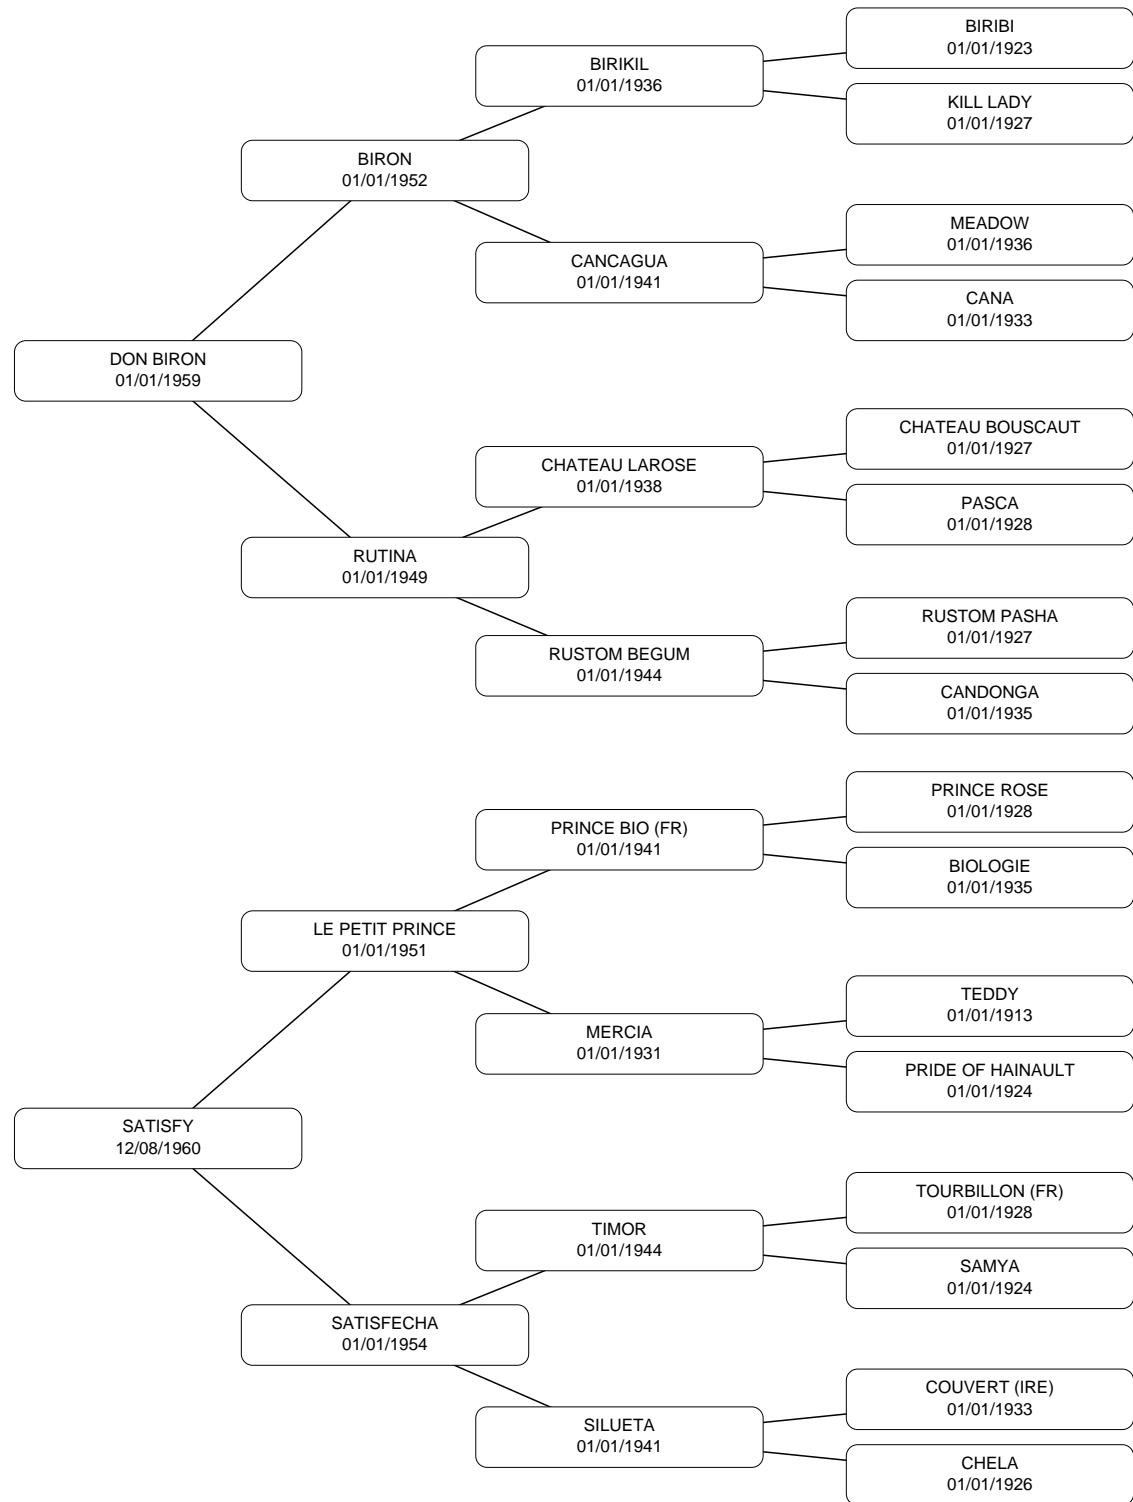 BIRIBI
01/01/1923
BIRIKIL
01/01/1936
KILL LADY
01/01/1927
BIRON
01/01/1952
MEADOW
01/01/1936
CANCAGUA
01/01/1941
CANA
01/01/1933
DON BIRON
01/01/1959
CHATEAU BOUSCAUT
01/01/1927
CHATEAU LAROSE
01/01/1938
PASCA
01/01/1928
RUTINA
01/01/1949
RUSTOM PASHA
01/01/1927
RUSTOM BEGUM
01/01/1944
CANDONGA
01/01/1935
PRINCE ROSE
01/01/1928
PRINCE BIO (FR)
01/01/1941
BIOLOGIE
01/01/1935
LE PETIT PRINCE
01/01/1951
TEDDY
01/01/1913
MERCIA
01/01/1931
PRIDE OF HAINAULT
01/01/1924
SATISFY
12/08/1960
TOURBILLON (FR)
01/01/1928
TIMOR
01/01/1944
SAMYA
01/01/1924
SATISFECHA
01/01/1954
COUVERT (IRE)
01/01/1933
SILUETA
01/01/1941
CHELA
01/01/1926